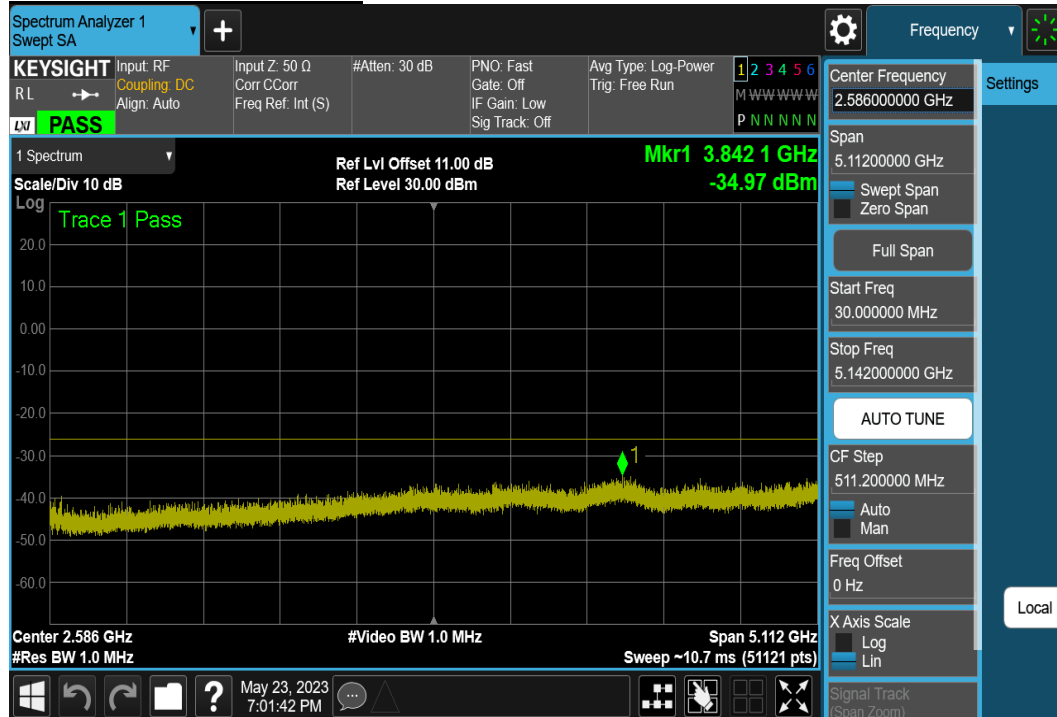 Spectrum Analyzer 1
Swept SA
+
Frequency
KEYSIGHT
RL
LXI
PASS
Input: RF
Coupling: DC
Align: Auto
Input Z: 50 Ω
Corr CCorr
Freq Ref: Int (S)
#Atten: 30 dB
PNO: Fast
Gate: Off
IF Gain: Low
Sig Track: Off
Avg Type: Log-Power
Trig: Free Run
1 2 3 4 5 6
M W W W W W
P N N N N N
1 Spectrum
Scale/Div 10 dB
Log
Ref Lvl Offset 11.00 dB
Ref Level 30.00 dBm
Mkr1 3.842 1 GHz
-34.97 dBm
Trace 1 Pass
20.0
10.0
0.00
-10.0
-20.0
-30.0
1
-40.0
-50.0
-60.0
Center 2.586 GHz
#Res BW 1.0 MHz
#Video BW 1.0 MHz
Span 5.112 GHz
Sweep ~10.7 ms (51121 pts)
Center Frequency
2.586000000 GHz
Span
5.11200000 GHz
Swept Span
Zero Span
Full Span
Start Freq
30.000000 MHz
Stop Freq
5.142000000 GHz
AUTO TUNE
CF Step
511.200000 MHz
Auto
Man
Freq Offset
0 Hz
X Axis Scale
Log
Lin
Signal Track
(Span Zoom)
Settings
Local
?
May 23, 2023
7:01:42 PM